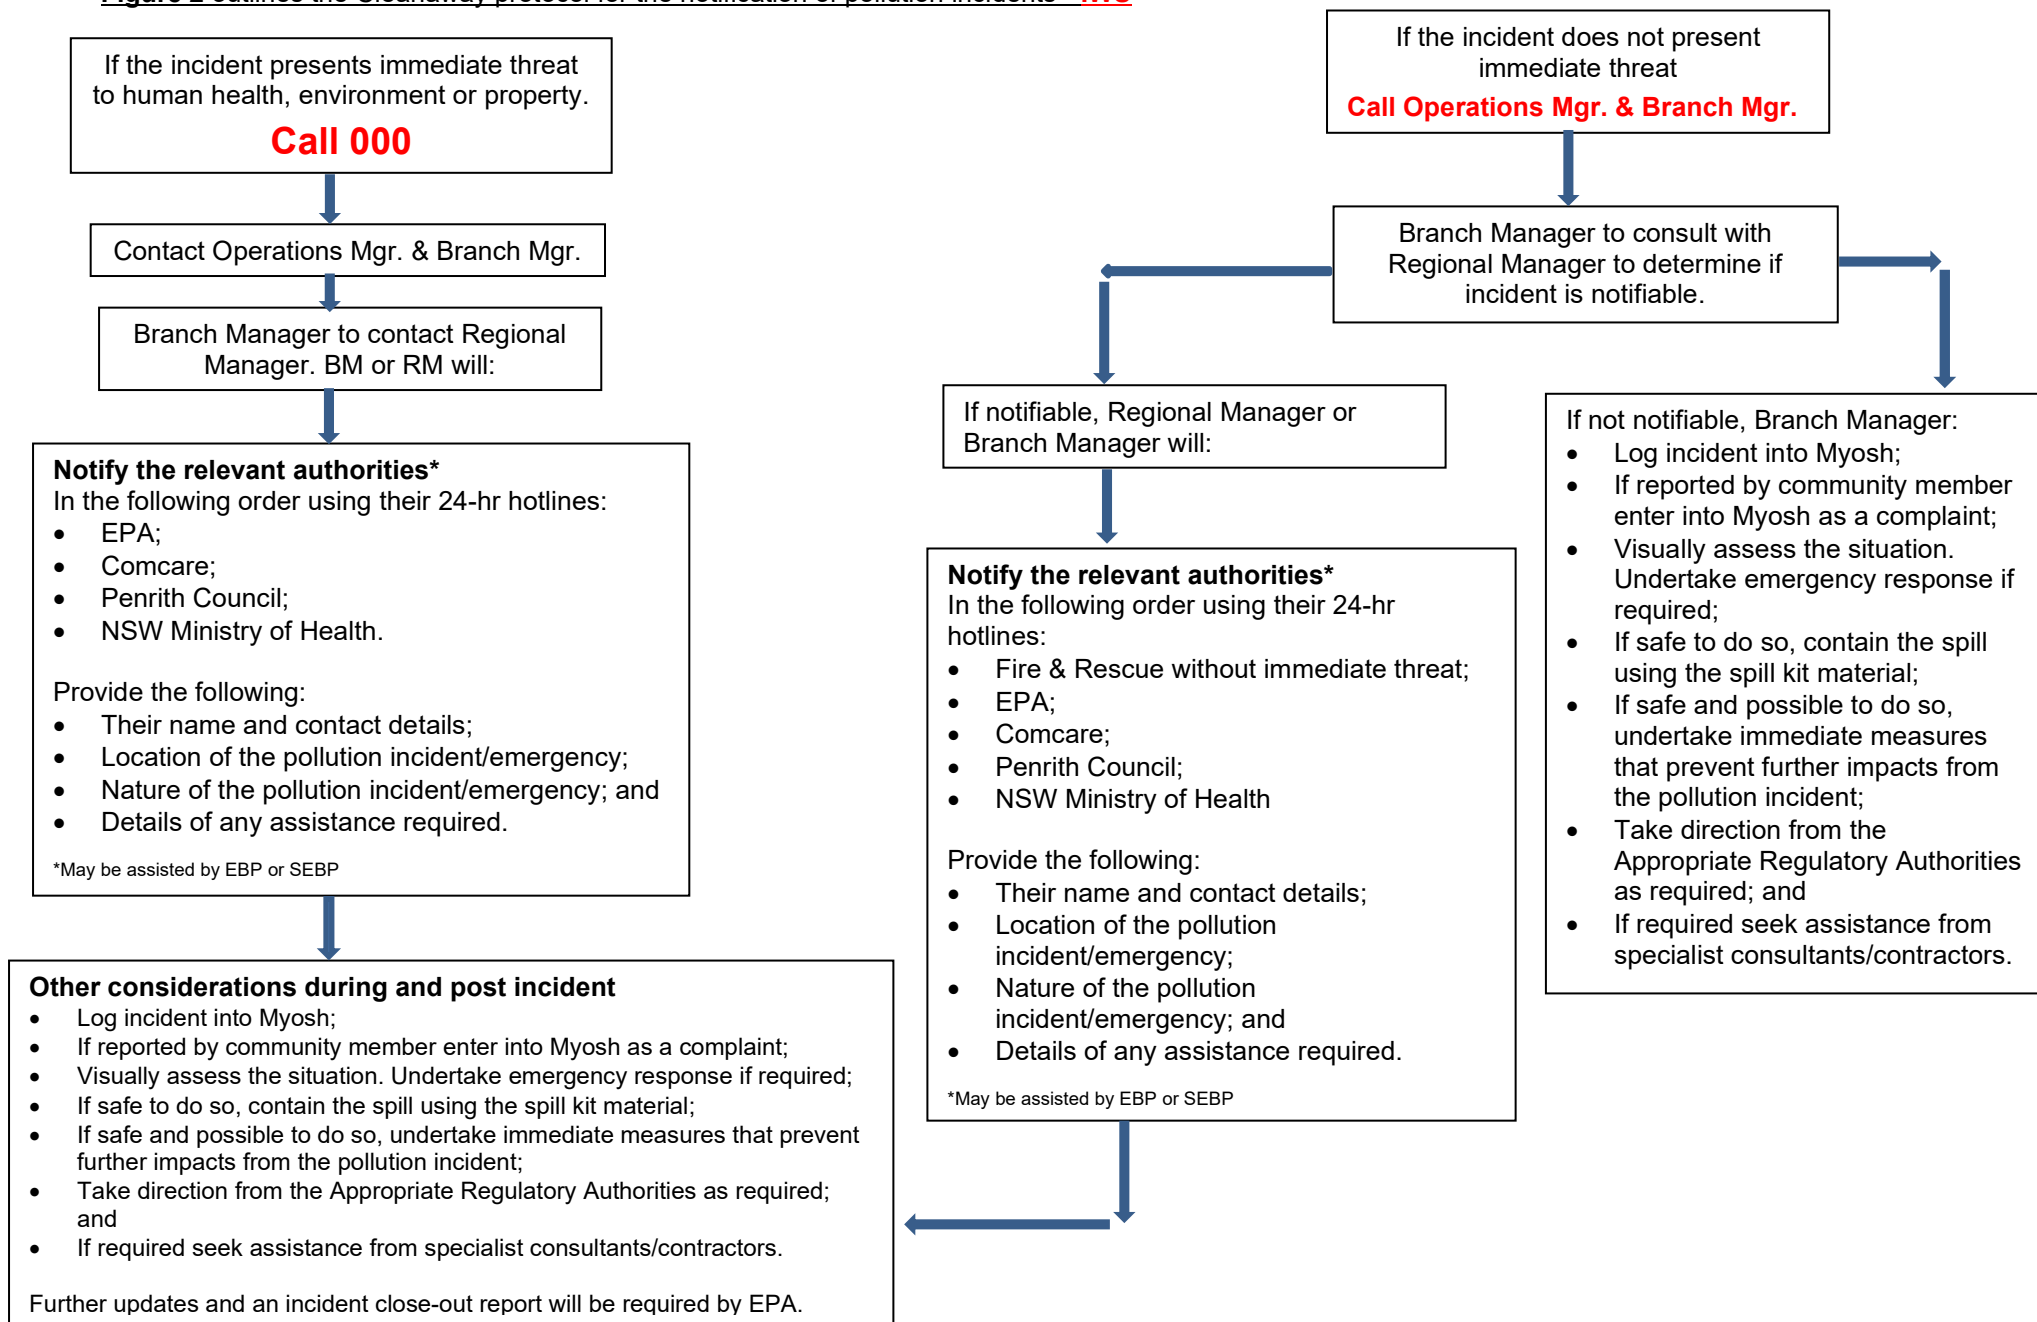 Figure 2 outlines the Cleanaway protocol for the notification of pollution incidents
If the incident presents immediate threat
to human health, environment or property.
Call 000
Contact Operations Mgr. & Branch Mgr.
Branch Manager to contact Regional
Manager. BM or RM will:
Notify the relevant authorities*
In the following order using their 24-hr hotlines:
• EPA;
• Comcare;
• Penrith Council;
• NSW Ministry of Health.
Provide the following:
• Their name and contact details;
• Location of the pollution incident/emergency;
• Nature of the pollution incident/emergency; and
• Details of any assistance required.
*May be assisted by EBP or SEBP
Other considerations during and post incident
• Log incident into Myosh;
• If reported by community member enter into Myosh as a complaint;
• Visually assess the situation. Undertake emergency response if required;
• If safe to do so, contain the spill using the spill kit material;
• If safe and possible to do so, undertake immediate measures that prevent
further impacts from the pollution incident;
• Take direction from the Appropriate Regulatory Authorities as required;
and
• If required seek assistance from specialist consultants/contractors.
Further updates and an incident close-out report will be required by EPA.
If the incident does not present
immediate threat
Call Operations Mgr. & Branch Mgr.
Branch Manager to consult with
Regional Manager to determine if
incident is notifiable.
If notifiable, Regional Manager or
Branch Manager will:
Notify the relevant authorities*
In the following order using their 24-hr
hotlines:
• Fire & Rescue without immediate threat;
• EPA;
• Comcare;
• Penrith Council;
• NSW Ministry of Health
Provide the following:
• Their name and contact details;
• Location of the pollution
incident/emergency;
• Nature of the pollution
incident/emergency; and
• Details of any assistance required.
*May be assisted by EBP or SEBP
If not notifiable, Branch Manager:
• Log incident into Myosh;
• If reported by community member
enter into Myosh as a complaint;
• Visually assess the situation.
Undertake emergency response if
required;
• If safe to do so, contain the spill
using the spill kit material;
• If safe and possible to do so,
undertake immediate measures
that prevent further impacts from
the pollution incident;
• Take direction from the
Appropriate Regulatory Authorities
as required; and
• If required seek assistance from
specialist consultants/contractors.